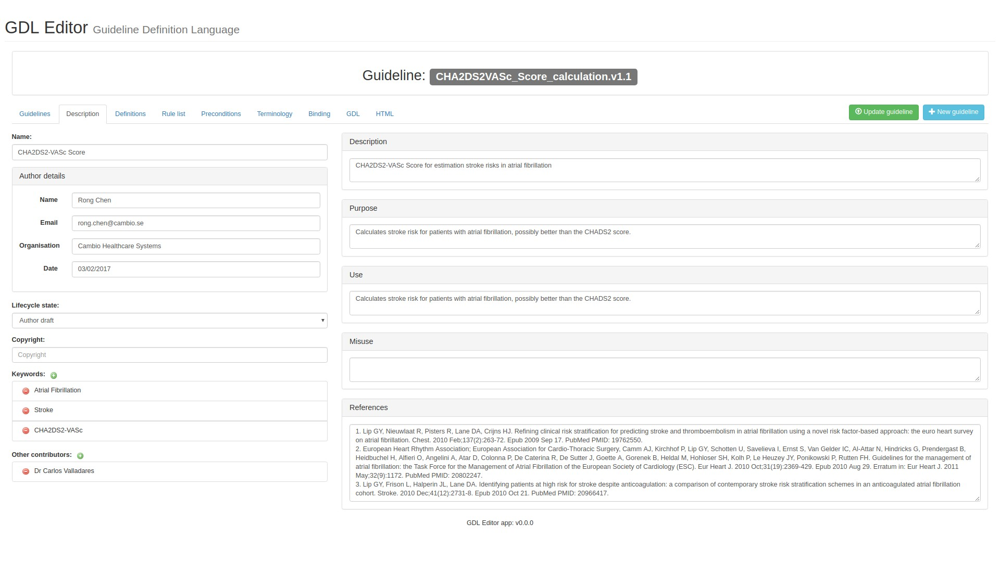 GDL Editor Guideline Definition Language
Guideline: CHA2DS2VASc_Score_calculation.v1.1
Guidelines Description Definitions Rule list Preconditions Terminology Binding GDL HTML Update guideline New guideline
Name:
CHA2DS2-VASc Score
Author details
Name Rong Chen
Email rong.chen@cambio.se
Organisation Cambio Healthcare Systems
Date 03/02/2017
Lifecycle state:
Author draft
Copyright:
Copyright
Keywords:
Atrial Fibrillation
Stroke
CHA2DS2-VASc
Other contributors:
Dr Carlos Valladares
Description
CHA2DS2-VASc Score for estimation stroke risks in atrial fibrillation
Purpose
Calculates stroke risk for patients with atrial fibrillation, possibly better than the CHADS2 score.
Use
Calculates stroke risk for patients with atrial fibrillation, possibly better than the CHADS2 score.
Misuse
References
1. Lip GY, Nieuwlaat R, Pisters R, Lane DA, Crijns HJ. Refining clinical risk stratification for predicting stroke and thromboembolism in atrial fibrillation using a novel risk factor-based approach: the euro heart survey
on atrial fibrillation. Chest. 2010 Feb;137(2):263-72. Epub 2009 Sep 17. PubMed PMID: 19762550.
2. European Heart Rhythm Association; European Association for Cardio-Thoracic Surgery, Camm AJ, Kirchhof P, Lip GY, Schotten U, Savelieva I, Ernst S, Van Gelder IC, Al-Attar N, Hindricks G, Prendergast B,
Heidbuchel H, Alfieri O, Angelini A, Atar D, Colonna P, De Caterina R, De Sutter J, Goette A, Gorenek B, Heldal M, Hohloser SH, Kolh P, Le Heuzey JY, Ponikowski P, Rutten FH. Guidelines for the management of
atrial fibrillation: the Task Force for the Management of Atrial Fibrillation of the European Society of Cardiology (ESC). Eur Heart J. 2010 Oct;31(19):2369-429. Epub 2010 Aug 29. Erratum in: Eur Heart J. 2011
May;32(9):1172. PubMed PMID: 20802247.
3. Lip GY, Frison L, Halperin JL, Lane DA. Identifying patients at high risk for stroke despite anticoagulation: a comparison of contemporary stroke risk stratification schemes in an anticoagulated atrial fibrillation
cohort. Stroke. 2010 Dec;41(12):2731-8. Epub 2010 Oct 21. PubMed PMID: 20966417.
GDL Editor app: v0.0.0